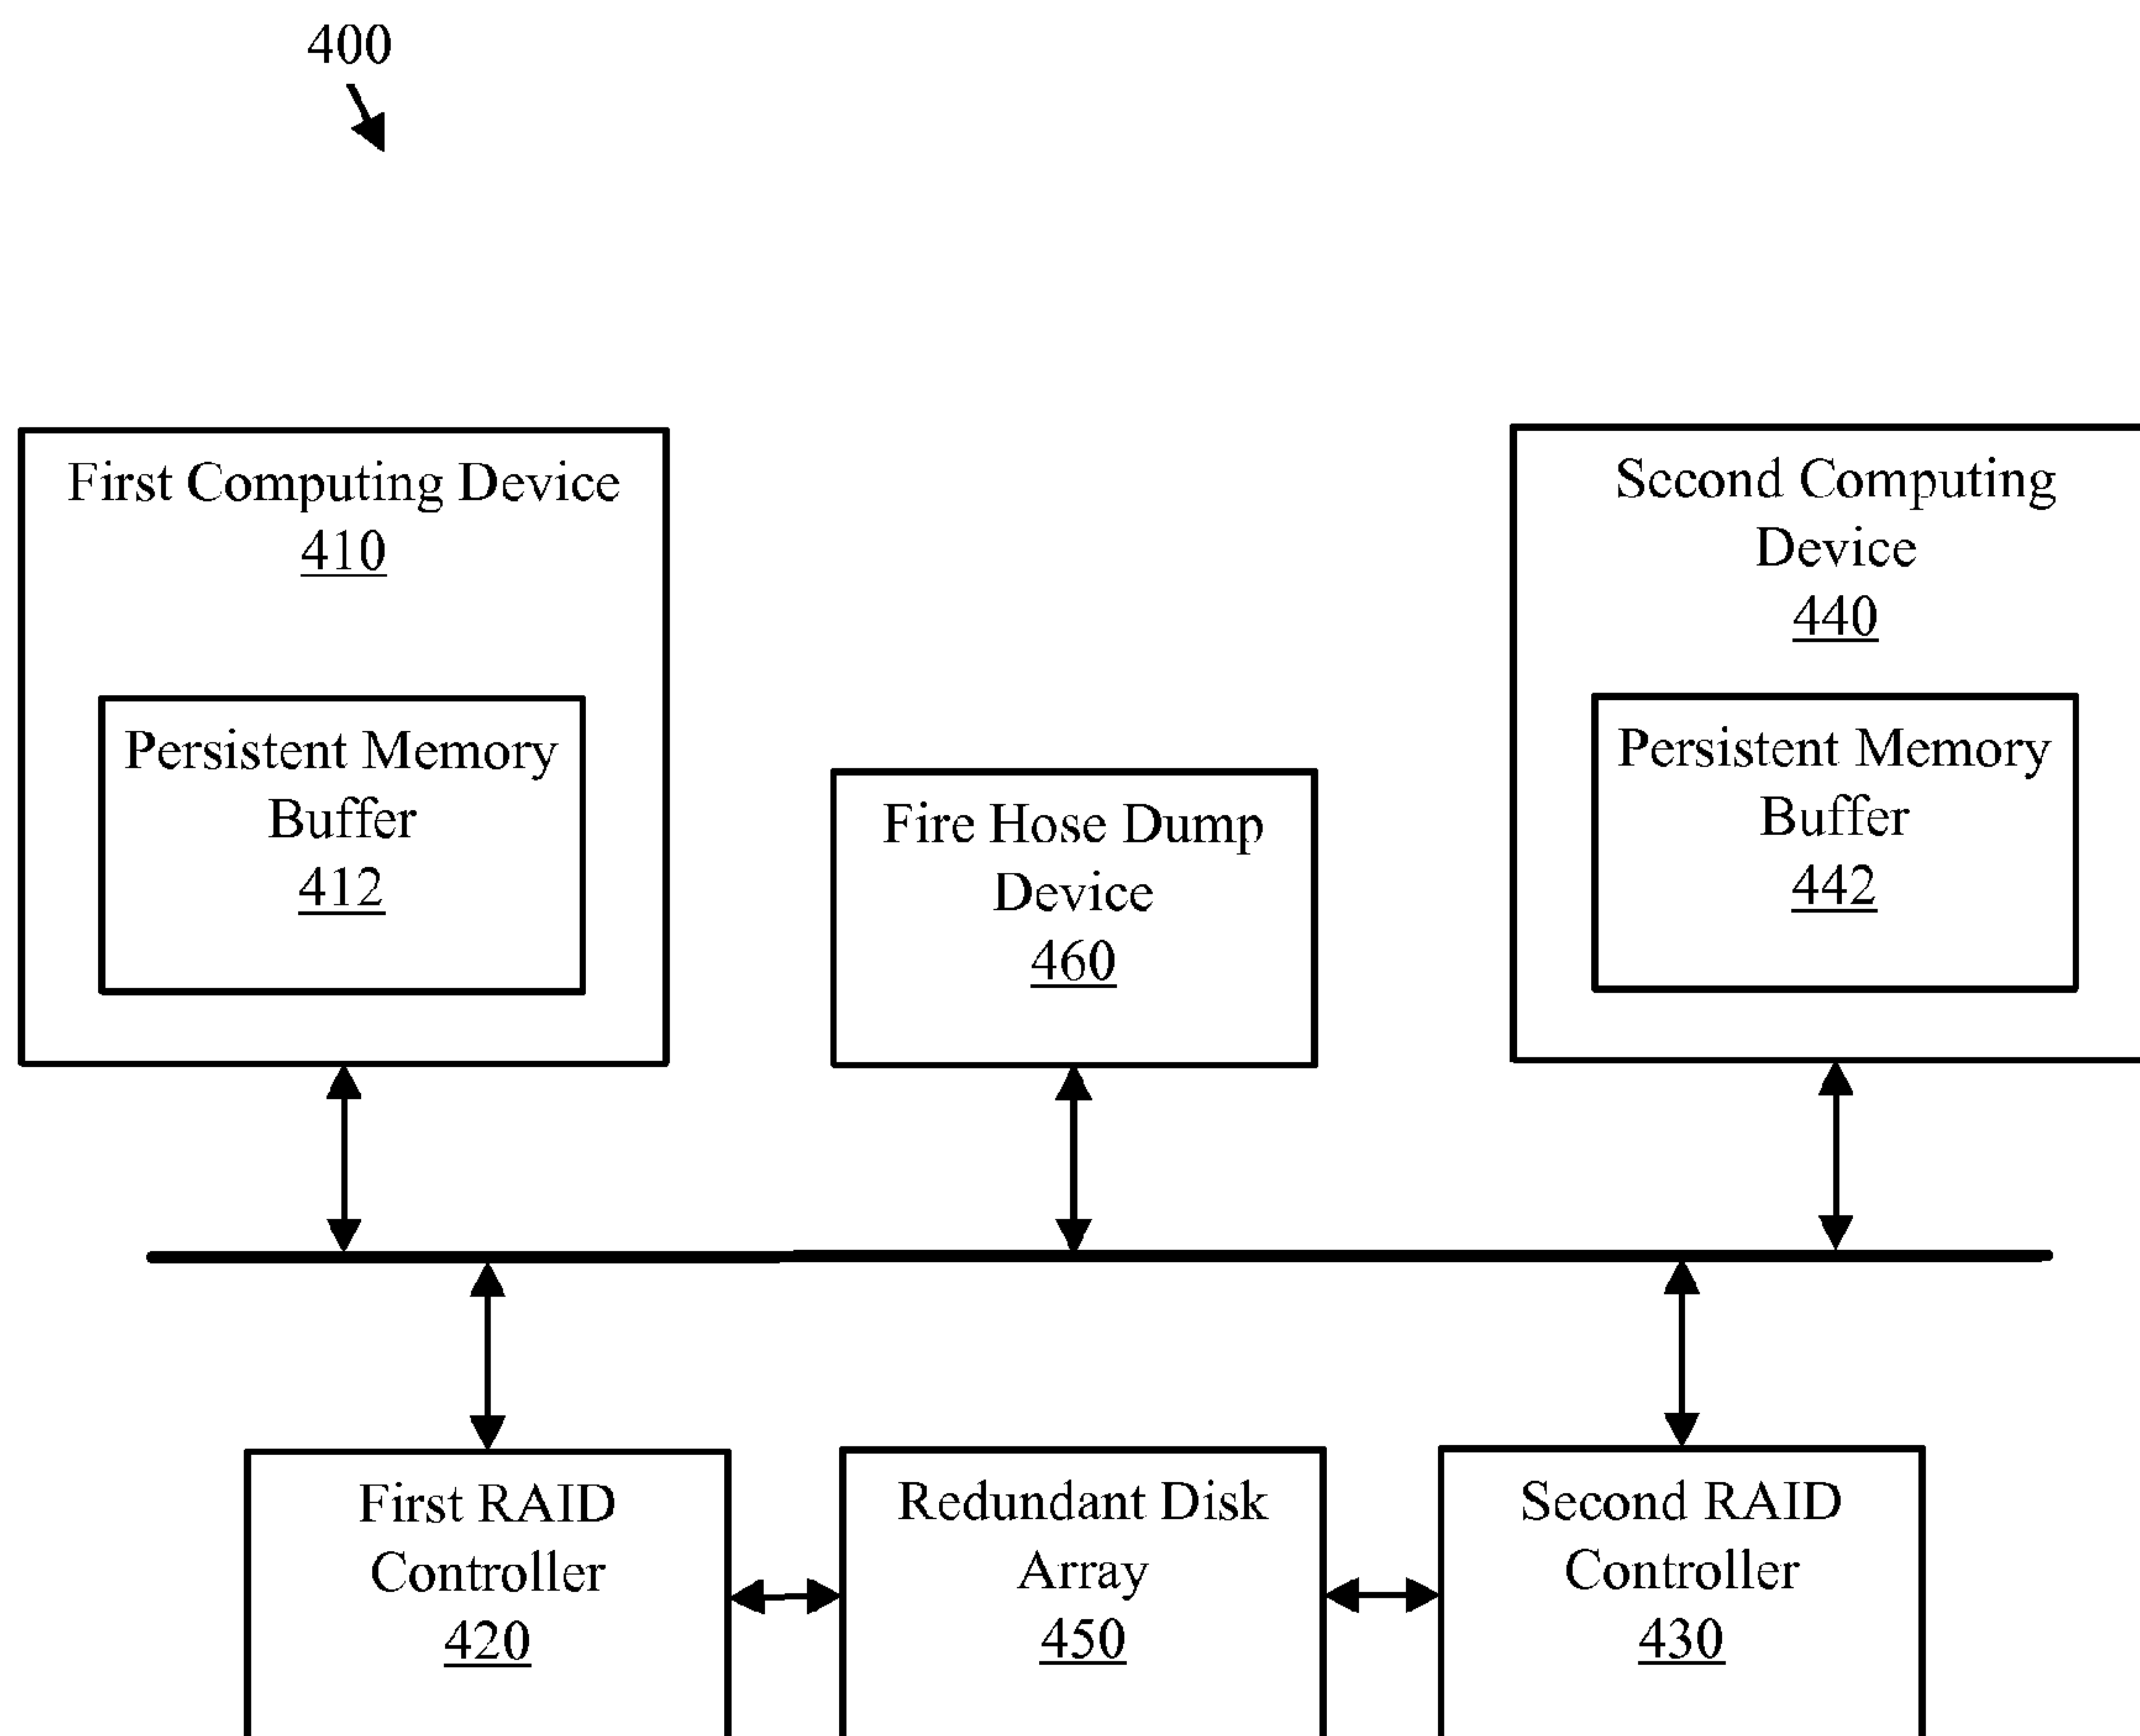 400
First Computing Device
410
Persistent Memory
Buffer
412
Fire Hose Dump
Device
460
Second Computing
Device
440
Persistent Memory
Buffer
442
First RAID
Controller
420
Redundant Disk
Array
450
Second RAID
Controller
430